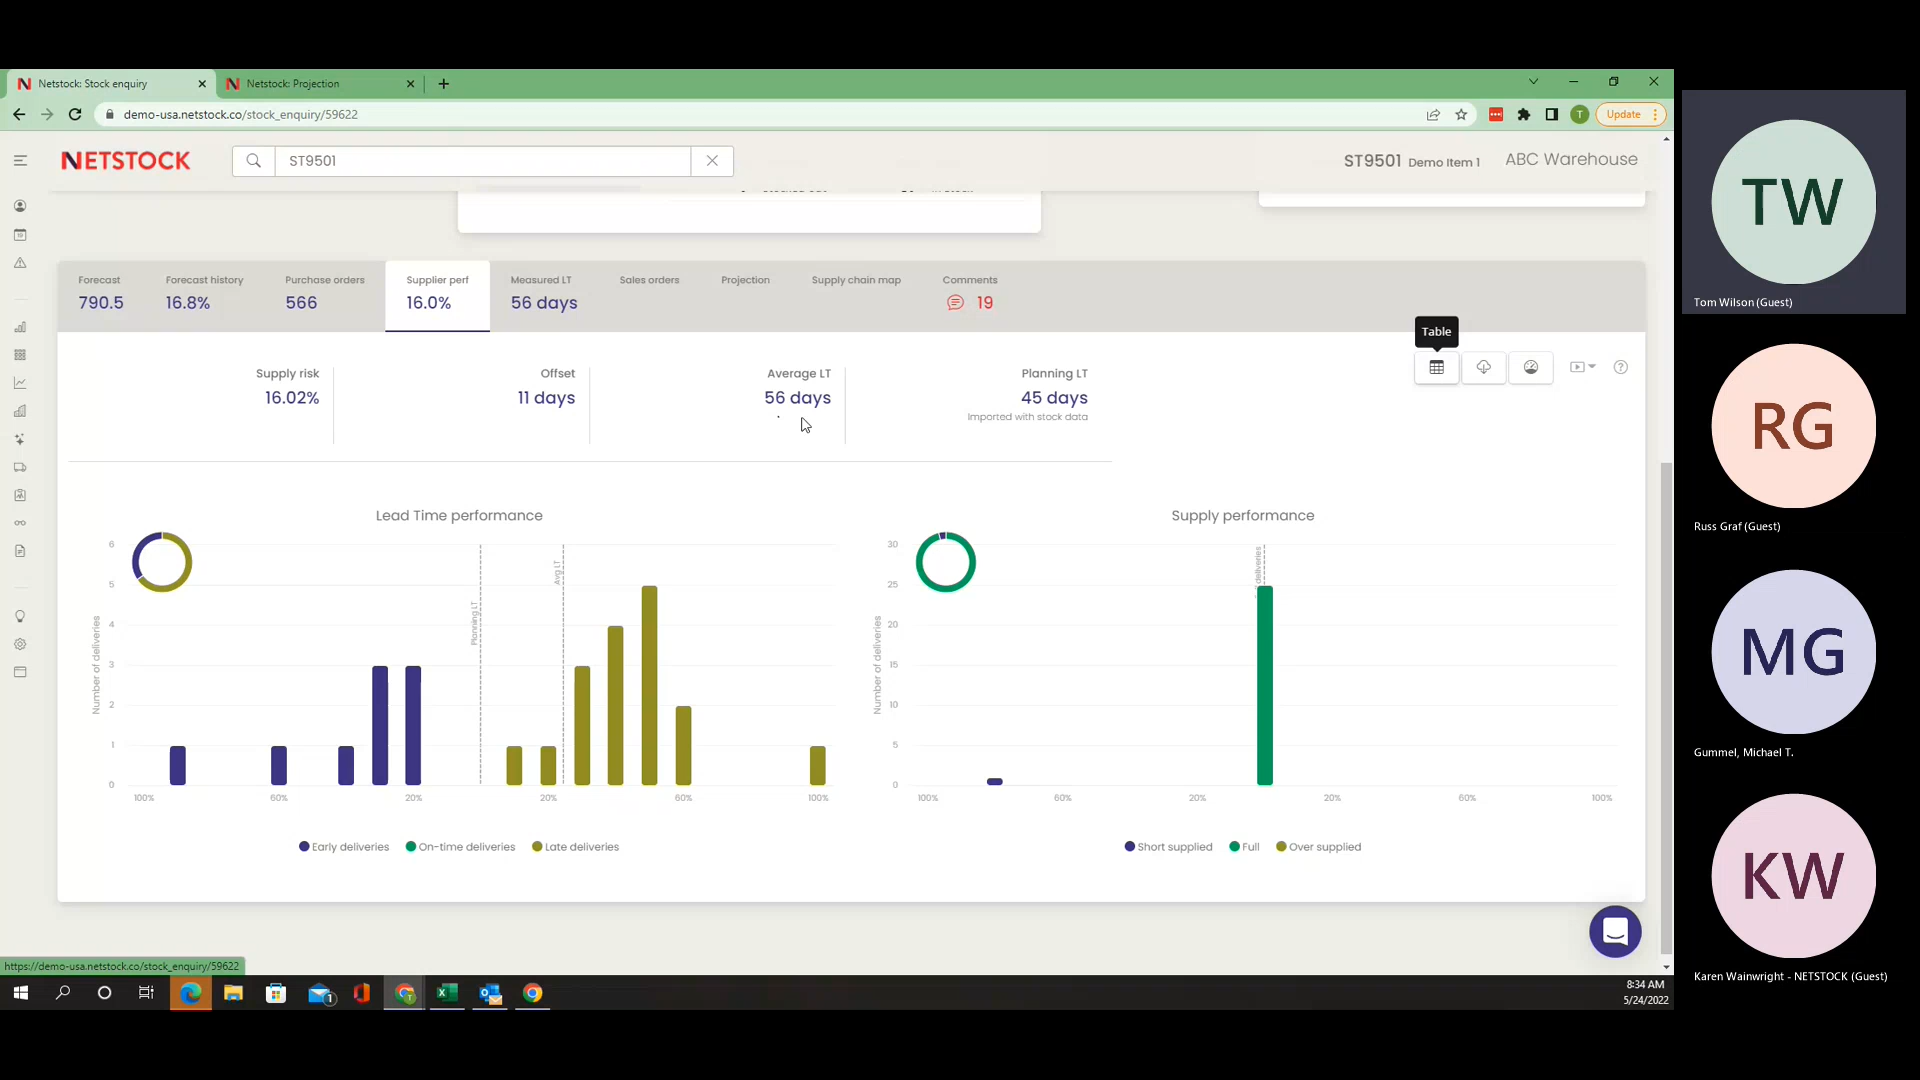 Netstock: Stock enquiry
Netstock: Projection
demo-usa.netstock.co/stock_enquiry/59622
T
Update
NETSTOCK
ST9501
ST9501 Demo Item 1
ABC Warehouse
Forecast
790.5
Forecast history
16.8%
Purchase orders
566
Supplier perf
16.0%
Measured LT
56 days
Sales orders
Projection
Supply chain map
Comments
19
Table
Supply risk
16.02%
Offset
11 days
Average LT
56 days
Planning LT
45 days
Imported with stock data
Lead Time performance
Number of deliveries
6
5
4
3
2
1
0
Planning LT
Avg LT
100%
60%
20%
20%
60%
100%
Early deliveries
On-time deliveries
Late deliveries
Supply performance
Number of deliveries
30
25
20
15
10
5
0
deliveries
100%
60%
20%
20%
60%
100%
Short supplied
Full
Over supplied
https://demo-usa.netstock.co/stock_enquiry/59622
1
8:34 AM
5/24/2022
TW
Tom Wilson (Guest)
RG
Russ Graf (Guest)
MG
Gummel, Michael T.
KW
Karen Wainwright - NETSTOCK (Guest)